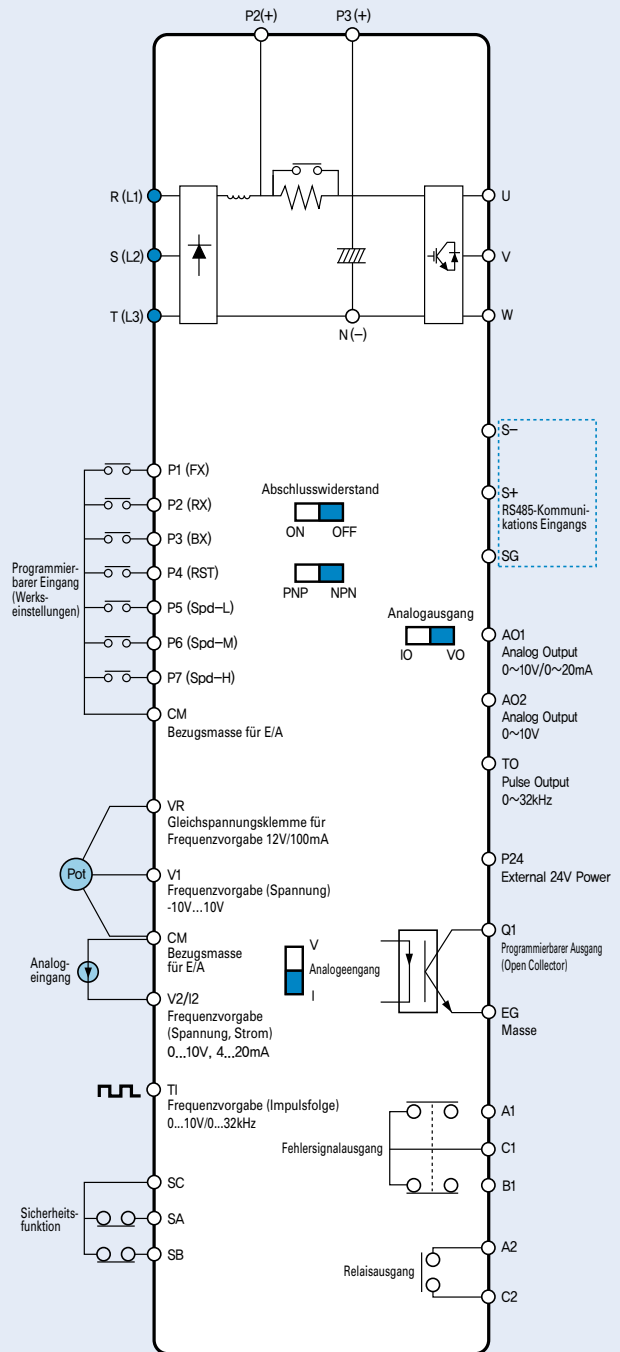 P2(+)
P3(+)
R (L1)
S (L2)
T (L3)
U
V
W
N(−)
P1 (FX)
P2 (RX)
P3 (BX)
P4 (RST)
P5 (Spd–L)
P6 (Spd–M)
P7 (Spd–H)
CM
Bezugsmasse für E/A
Programmier-
barer Eingang
(Werks-
einstellungen)
Abschlusswiderstand
ON OFF
PNP NPN
Analogausgang
IO VO
S−
S+
RS485-Kommuni-
kations Eingangs
SG
AO1
Analog Output
0~10V/0~20mA
AO2
Analog Output
0~10V
TO
Pulse Output
0~32kHz
P24
External 24V Power
VR
Gleichspannungsklemme für
Frequenzvorgabe 12V/100mA
Pot
V1
Frequenzvorgabe (Spannung)
-10V...10V
CM
Bezugsmasse
für E/A
Analog-
eingang
V2/I2
Frequenzvorgabe
(Spannung, Strom)
0...10V, 4...20mA
V
Analogeengang
I
Q1
Programmierbarer Ausgang
(Open Collector)
EG
Masse
TI
Frequenzvorgabe (Impulsfolge)
0...10V/0...32kHz
Fehlersignalausgang
A1
C1
B1
Sicherheits-
funktion
SC
SA
SB
Relaisausgang
A2
C2